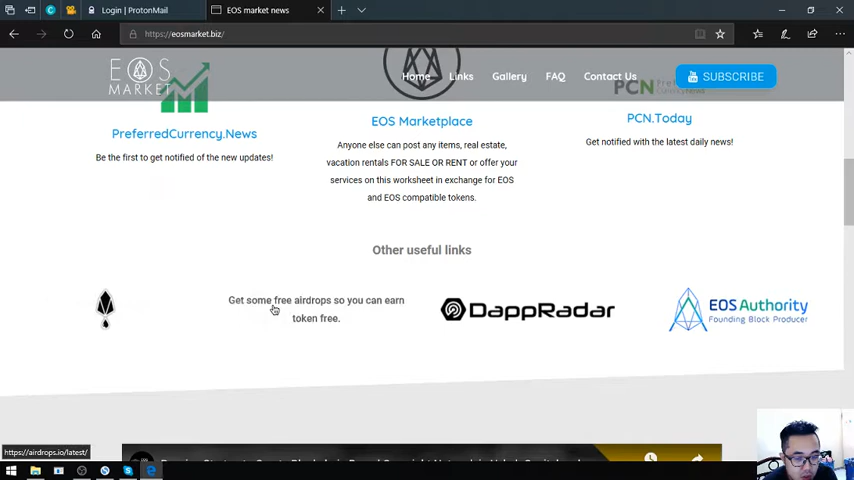 Login | ProtonMail
EOS market news
https://eosmarket.biz/
EOS
MARKET
Home
Links
Gallery
FAQ
Contact Us
SUBSCRIBE
PCN
PreferredCurrency.News
Be the first to get notified of the new updates!
EOS Marketplace
Anyone else can post any items, real estate,
vacation rentals FOR SALE OR RENT or offer your
services on this worksheet in exchange for EOS
and EOS compatible tokens.
PCN.Today
Get notified with the latest daily news!
Other useful links
Get some free airdrops so you can earn
token free.
DappRadar
EOS Authority
Founding Block Producer
https://airdrops.io/latest/